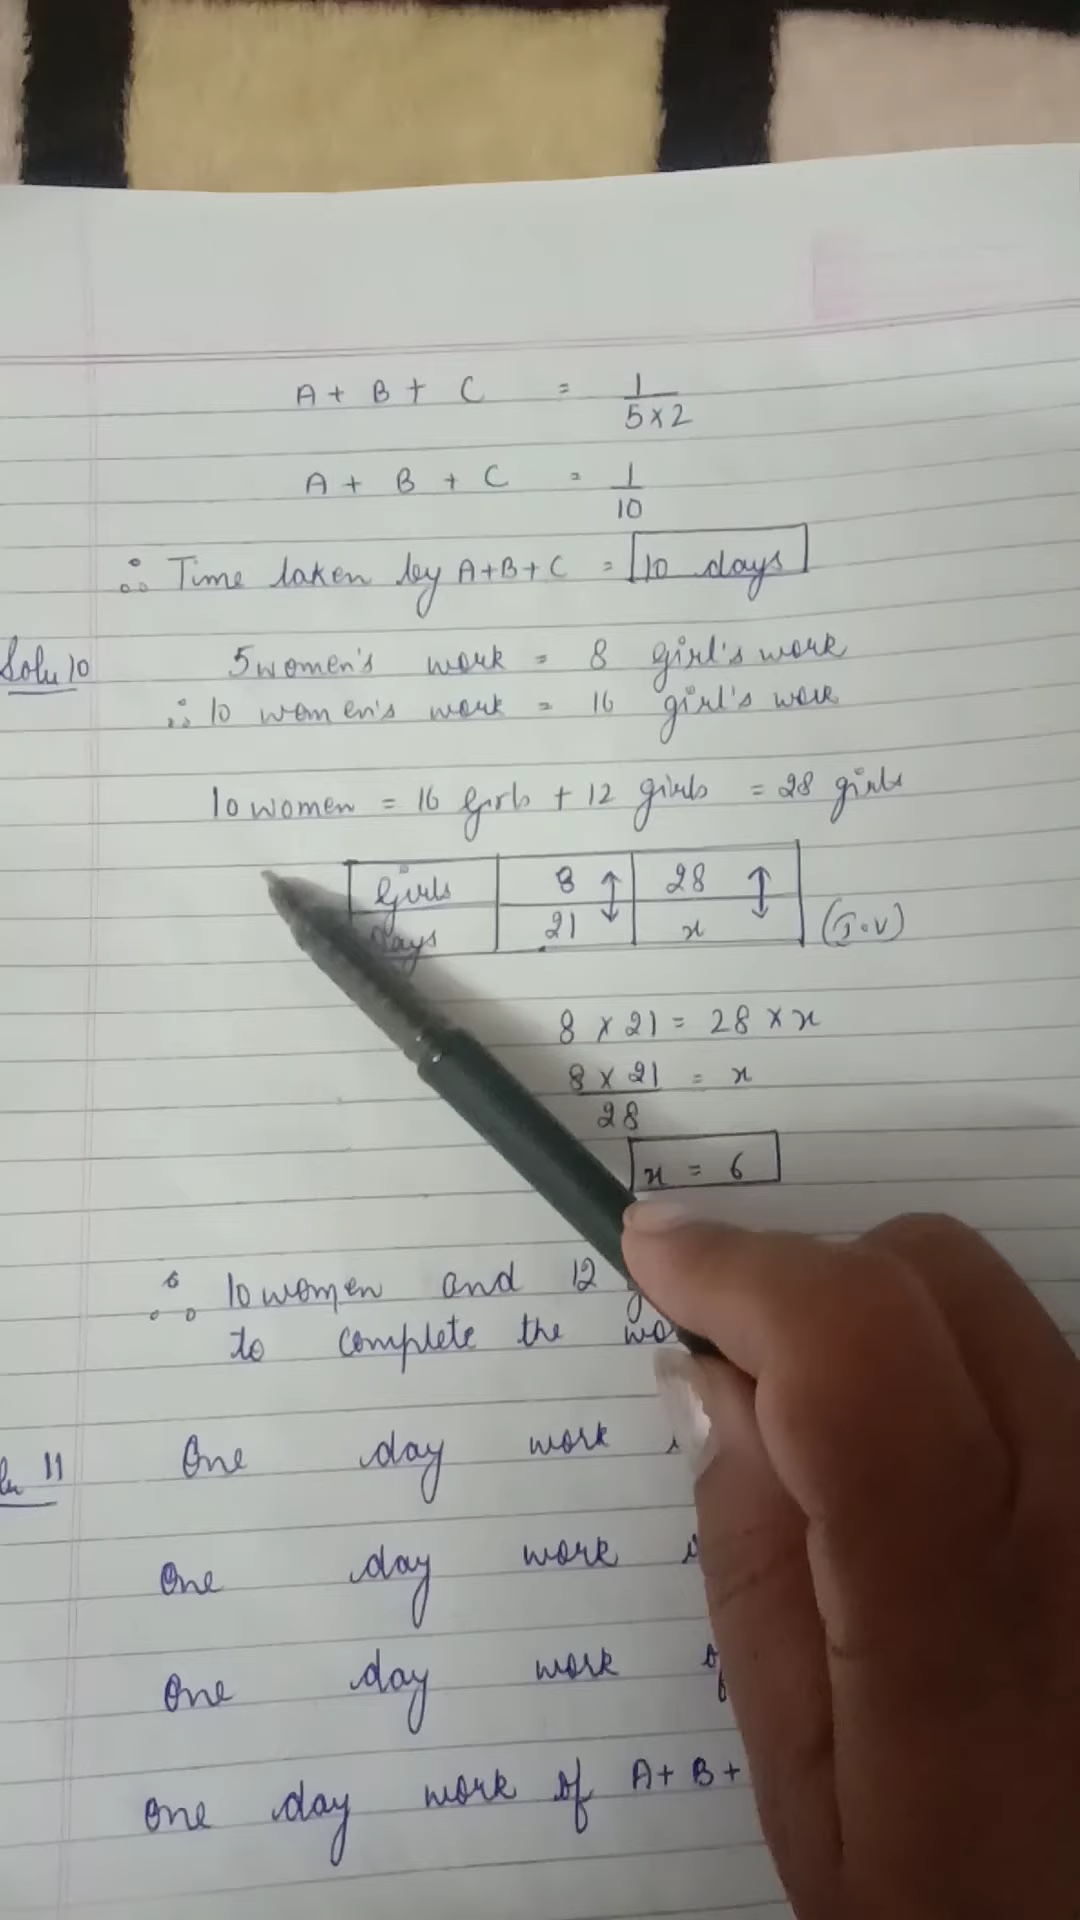 A + B + C = 1/5×2
A + B + C = 1/10
∴ Time taken by A+B+C = 10 days
Solu 10 5 women's work = 8 girl's work
∴ 10 women's work = 16 girl's work
10 women = 16 girls + 12 girls = 28 girls
Girls 8 ↕ 28 ↕
days 21 x (I.V)
8 × 21 = 28 × x
8 × 21 / 28 = x
x = 6
∴ 10 women and 12
to complete the
11 One day work
One day work
One day work
One day work of A+ B+